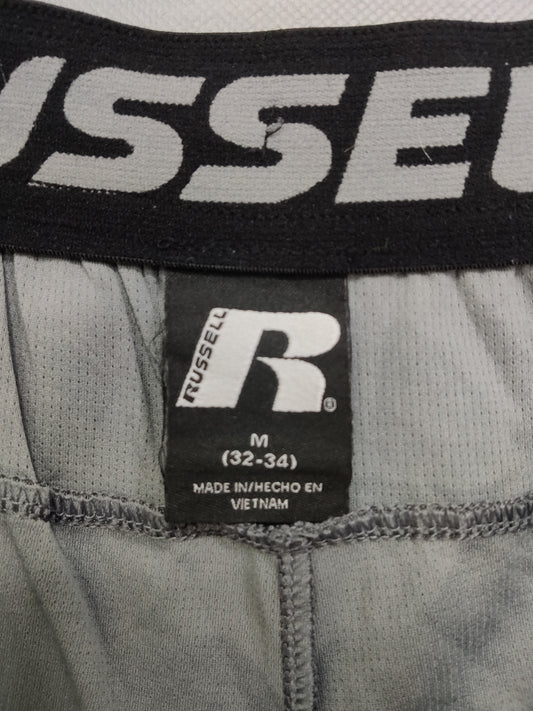 USSEL
RUSSELL
R
®
M
(32-34)
MADE IN/HECHO EN
VIETNAM